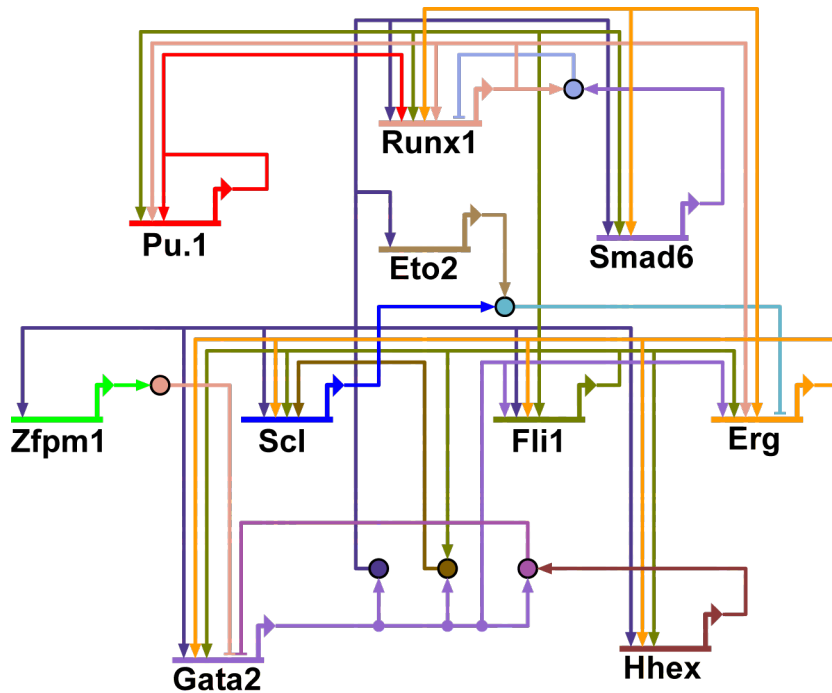 Runx1
Pu.1
Eto2
Smad6
Zfpm1
Scl
Fli1
Erg
Gata2
Hhex